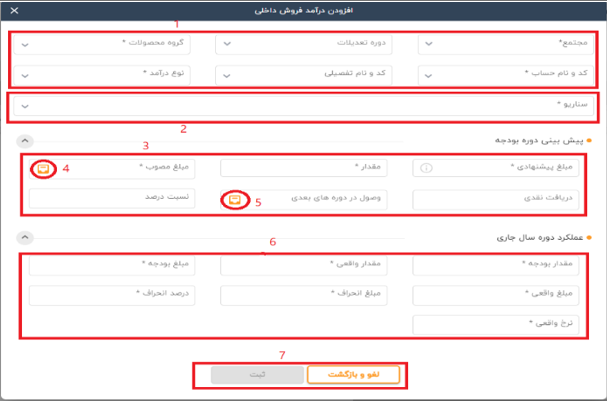 افزودن درآمد فروش داخلی
1
مجتمع* دوره تعدیلات گروه محصولات *
کد و نام حساب * کد و نام تفصیلی نوع درآمد *
سناریو *
2
پیش بینی دوره بودجه
3
مبلغ پیشنهادی * مقدار * مبلغ مصوب * 4
دریافت نقدی وصول در دوره های بعدی 5 نسبت درصد
عملکرد دوره سال جاری
6
مقدار بودجه * مقدار واقعی * مبلغ بودجه *
مبلغ واقعی * مبلغ انحراف * درصد انحراف *
نرخ واقعی *
7
لغو و بازگشت ثبت